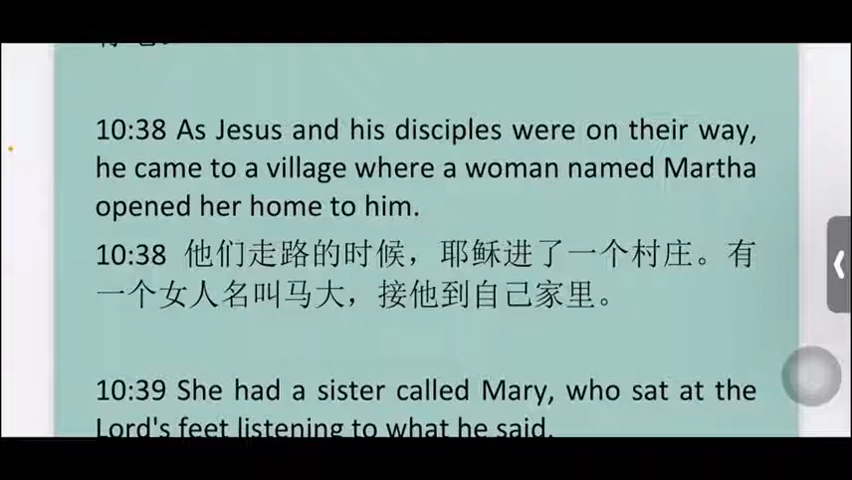 10:38 As Jesus and his disciples were on their way,
he came to a village where a woman named Martha
opened her home to him.
10:38 他们走路的时候，耶稣进了一个村庄。有
一个女人名叫马大，接他到自己家里。
10:39 She had a sister called Mary, who sat at the
Lord's feet listening to what he said.